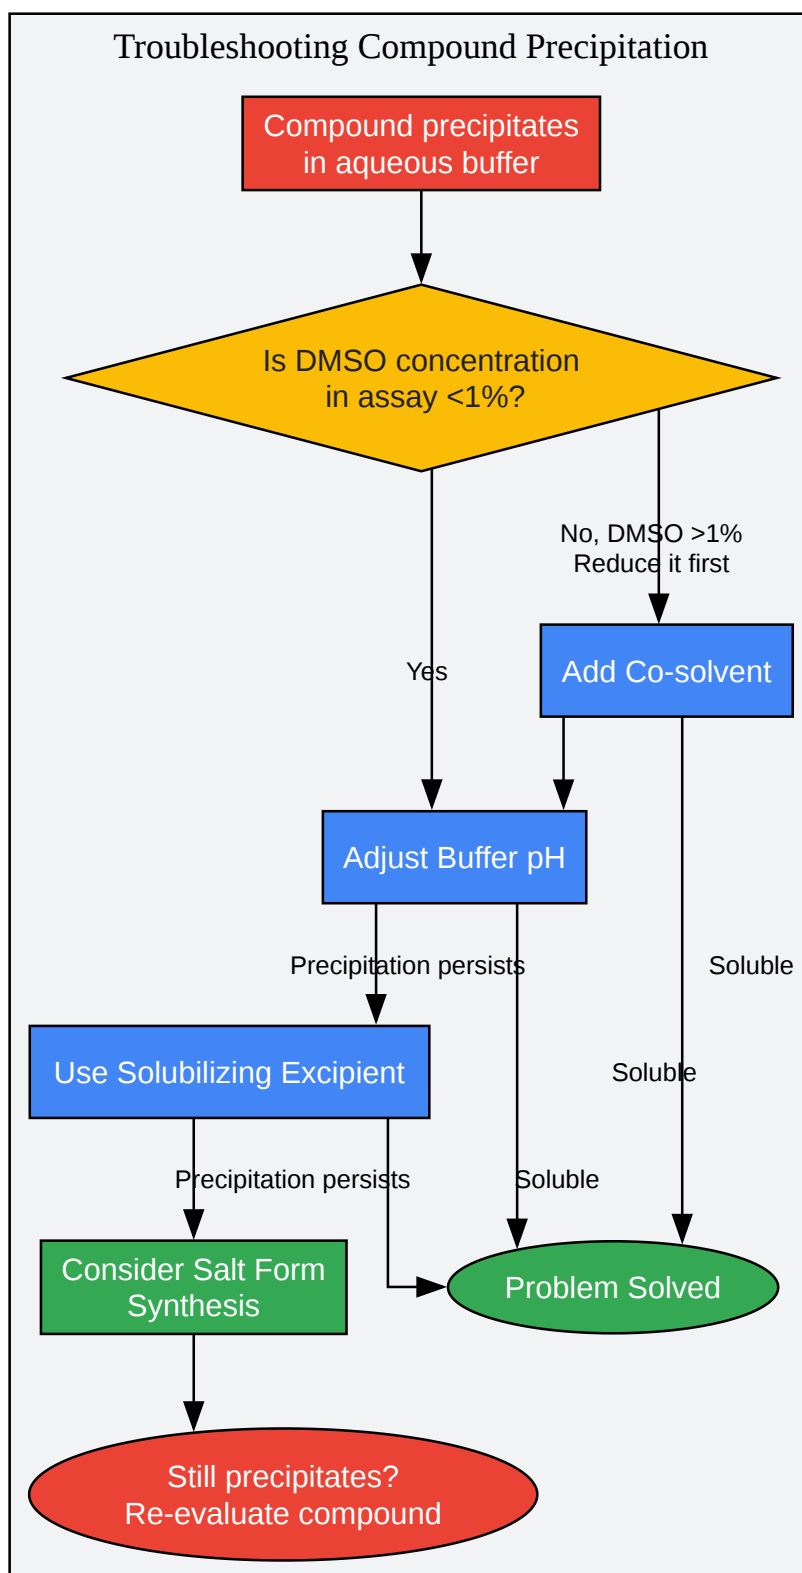 Troubleshooting Compound Precipitation
Compound precipitates
in aqueous buffer
Is DMSO concentration
in assay <1%?
No, DMSO >1%
Reduce it first
Yes
Add Co-solvent
Adjust Buffer pH
Precipitation persists
Soluble
Use Solubilizing Excipient
Soluble
Precipitation persists
Soluble
Consider Salt Form
Synthesis
Problem Solved
Still precipitates?
Re-evaluate compound